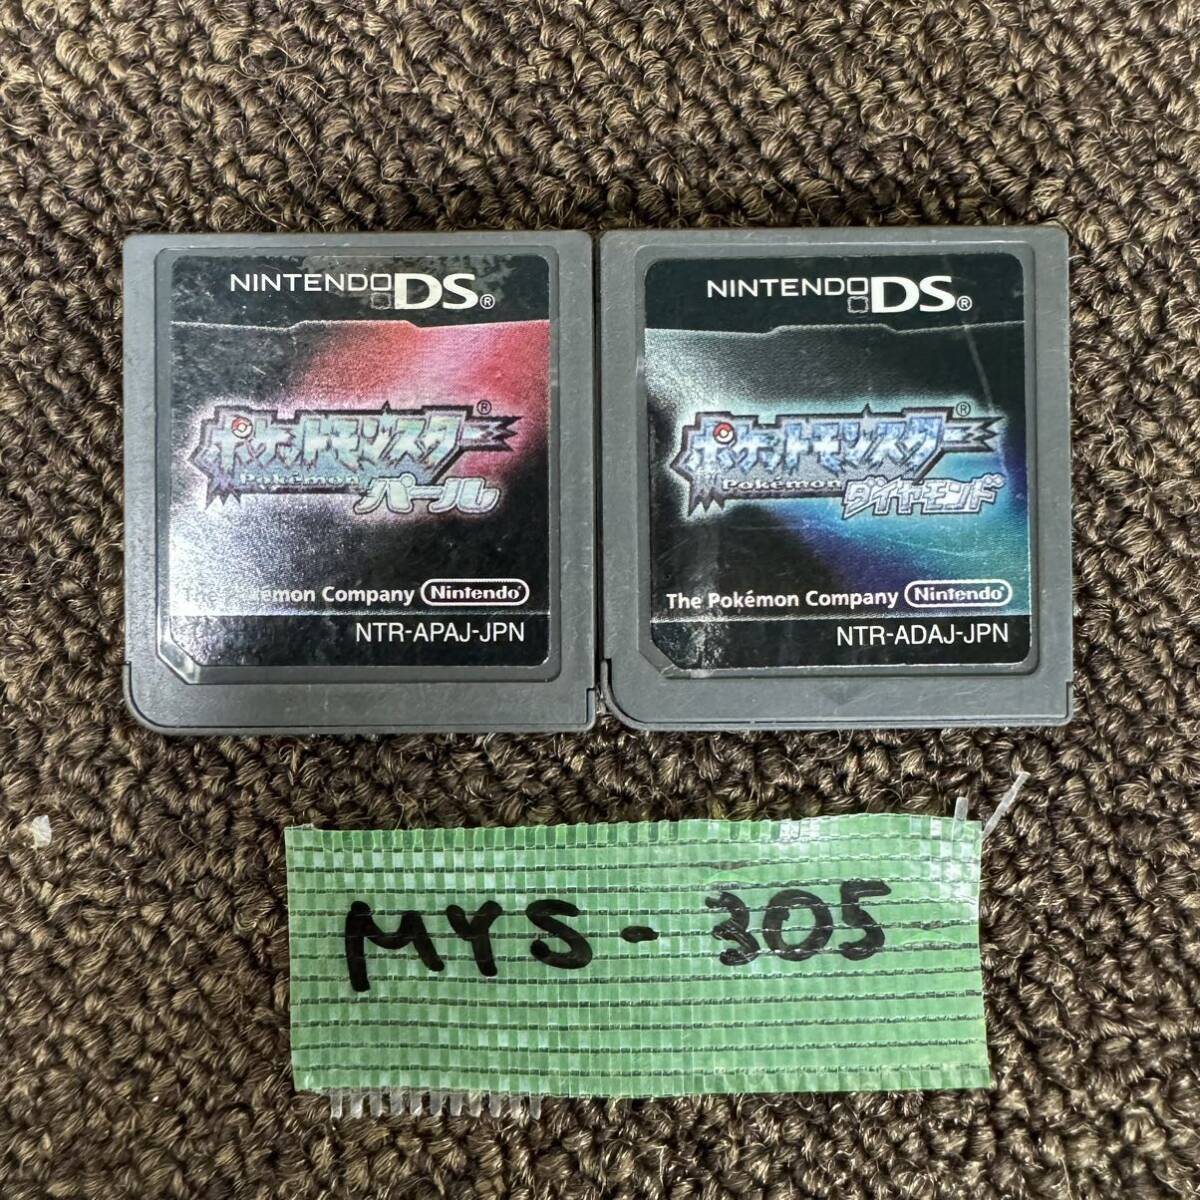 NINTENDO DS®
ポケットモンスター®
Pokémon パール
The Pokémon Company Nintendo®
NTR-APAJ-JPN
NINTENDO DS®
ポケットモンスター®
Pokémon ダイヤモンド
The Pokémon Company Nintendo®
NTR-ADAJ-JPN
MYS-305